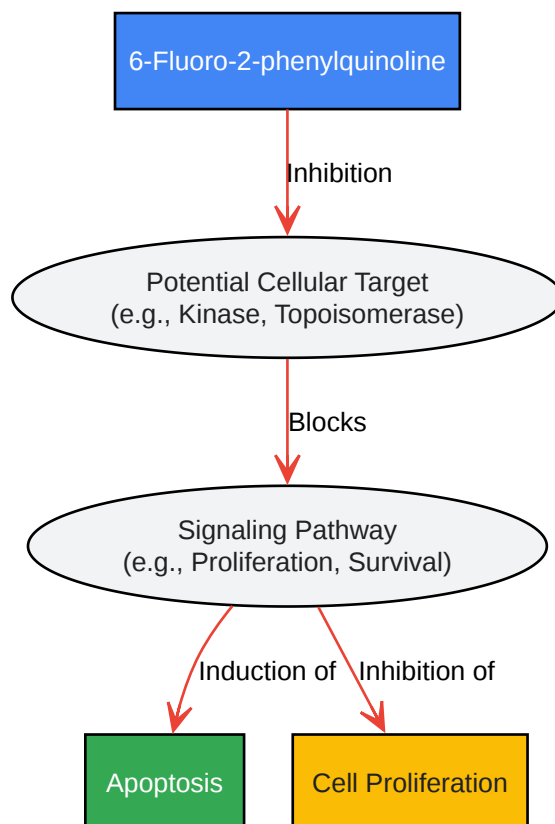 6-Fluoro-2-phenylquinoline
Inhibition
Potential Cellular Target
(e.g., Kinase, Topoisomerase)
Blocks
Signaling Pathway
(e.g., Proliferation, Survival)
Induction of
Inhibition of
Apoptosis
Cell Proliferation